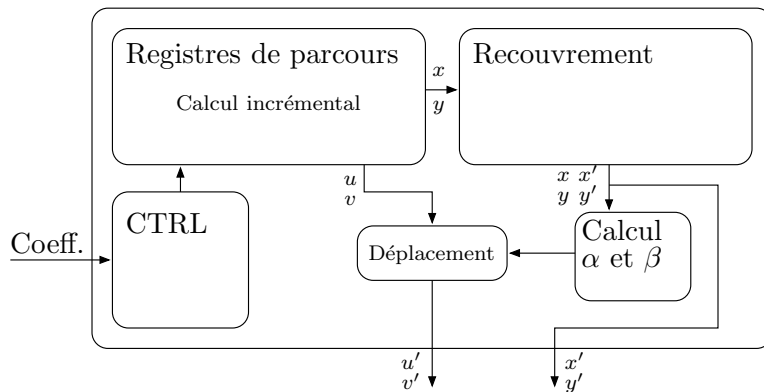 Registres de parcours
Calcul incrémental
x
y
Recouvrement
u
v
x x′
y y′
CTRL
Coeff.
Déplacement
Calcul
α et β
u′
v′
x′
y′